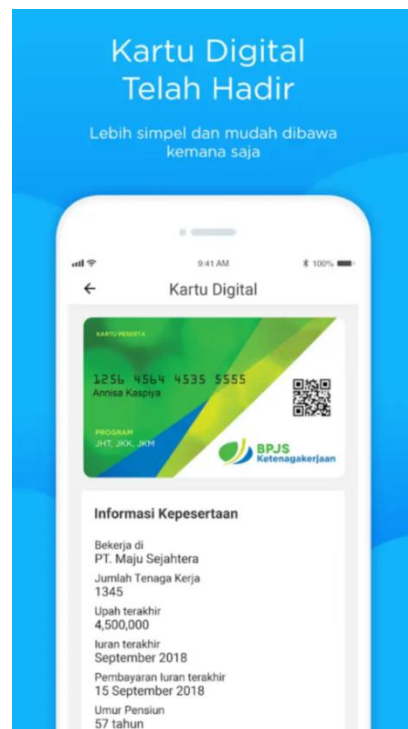 Kartu Digital
Telah Hadir
Lebih simpel dan mudah dibawa
kemana saja
9:41 AM
100%
Kartu Digital
KARTU PESERTA
1256 4564 4535 5555
Annisa Kaspiya
PROGRAM
JHT, JKK, JKM
BPJS
Ketenagakerjaan
Informasi Kepesertaan
Bekerja di
PT. Maju Sejahtera
Jumlah Tenaga Kerja
1345
Upah terakhir
4,500,000
Iuran terakhir
September 2018
Pembayaran Iuran terakhir
15 September 2018
Umur Pensiun
57 tahun